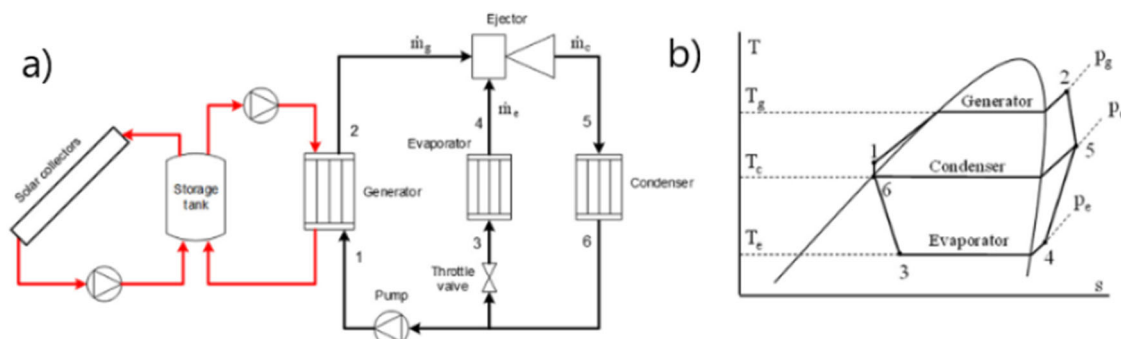 a)
Ejector
ṁg
ṁc
ṁe
2
4
5
Solar collectors
Storage
tank
Generator
Evaporator
Condenser
1
3
6
Throttle
valve
Pump
b)
T
Tg
Tc
Te
Generator
Condenser
Evaporator
1
2
3
4
5
6
pg
pe
s